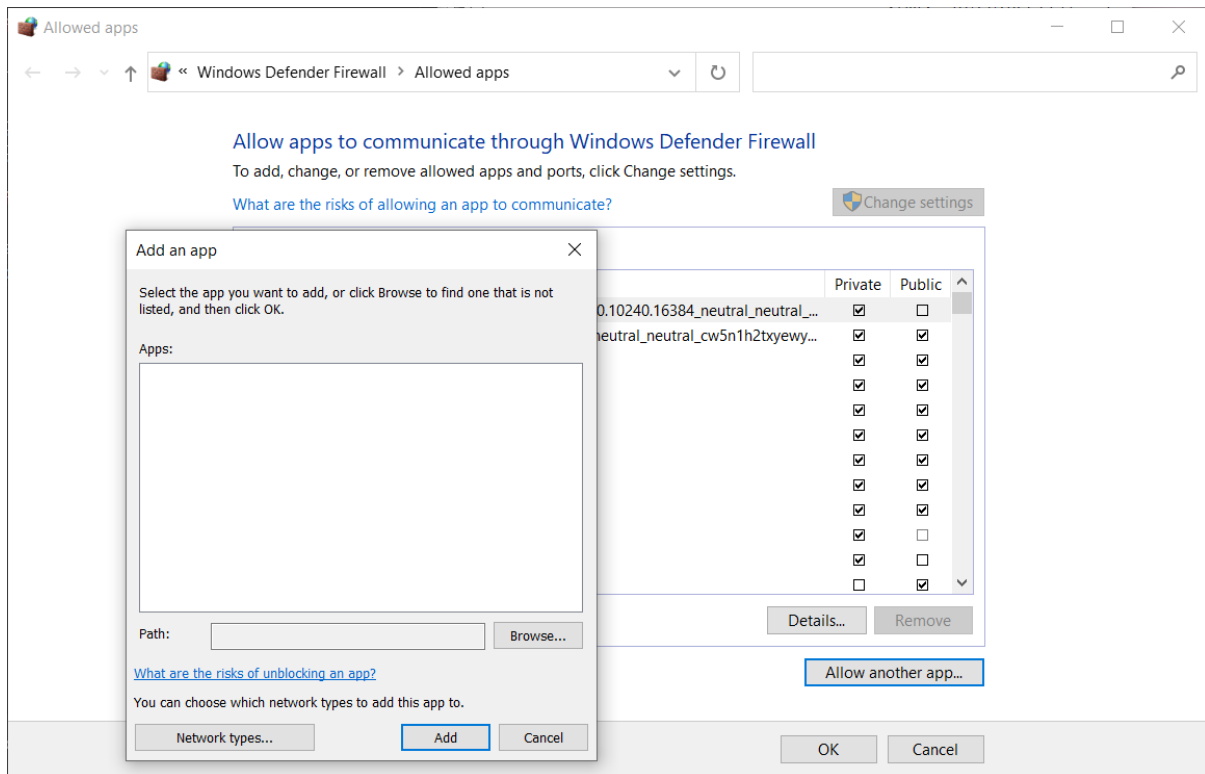 Allowed apps
« Windows Defender Firewall > Allowed apps
Allow apps to communicate through Windows Defender Firewall
To add, change, or remove allowed apps and ports, click Change settings.
What are the risks of allowing an app to communicate?
Change settings
Add an app
Select the app you want to add, or click Browse to find one that is not
listed, and then click OK.
Apps:
Path:
Browse...
What are the risks of unblocking an app?
You can choose which network types to add this app to.
Network types...
Add
Cancel
Private Public
0.10240.16384_neutral_neutral_...
neutral_neutral_cw5n1h2txyewy...
Details...
Remove
Allow another app...
OK
Cancel